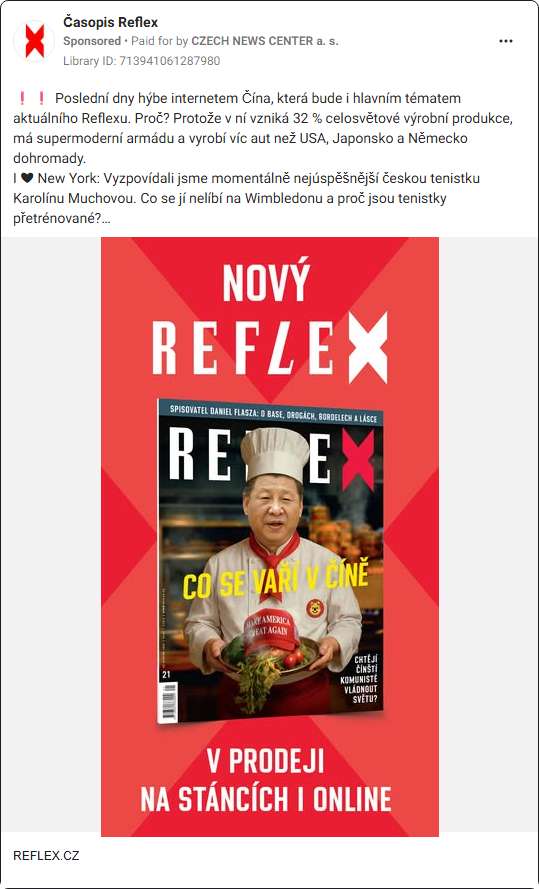 Časopis Reflex
Sponsored • Paid for by CZECH NEWS CENTER a. s.
Library ID: 713941061287980
❗❗ Poslední dny hýbe internetem Čína, která bude i hlavním tématem
aktuálního Reflexu. Proč? Protože v ní vzniká 32 % celosvětové výrobní produkce,
má supermoderní armádu a vyrobí víc aut než USA, Japonsko a Německo
dohromady.
I ❤ New York: Vyzpovídali jsme momentálně nejúspěšnější českou tenistku
Karolínu Muchovou. Co se jí nelíbí na Wimbledonu a proč jsou tenistky
přetrénované?...
NOVÝ
REFLEX
SPISOVATEL DANIEL FLASZA: O BASE, DROGÁCH, BORDELECH A LÁSCE
RE EX
CO SE VAŘÍ V ČÍNĚ
MAKE AMERICA
GREAT AGAIN
CHTĚJÍ
ČÍNŠTÍ
KOMUNISTÉ
VLÁDNOUT
SVĚTU?
21
V PRODEJI
NA STÁNCÍCH I ONLINE
REFLEX.CZ